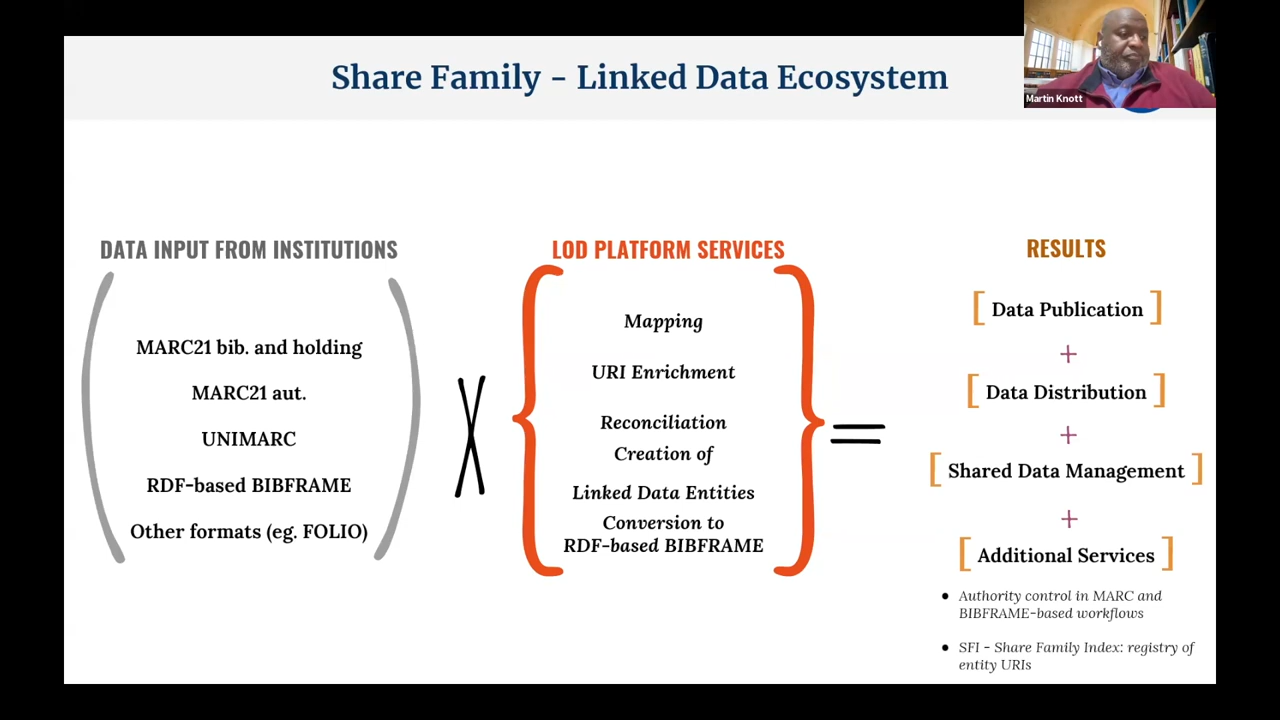 Share Family - Linked Data Ecosystem
Martin Knott
DATA INPUT FROM INSTITUTIONS
MARC21 bib. and holding
MARC21 aut.
UNIMARC
RDF-based BIBFRAME
Other formats (eg. FOLIO)
X
LOD PLATFORM SERVICES
Mapping
URI Enrichment
Reconciliation
Creation of
Linked Data Entities
Conversion to
RDF-based BIBFRAME
=
RESULTS
[ Data Publication ]
+
[ Data Distribution ]
+
[ Shared Data Management ]
+
[ Additional Services ]
● Authority control in MARC and
BIBFRAME-based workflows
● SFI - Share Family Index: registry of
entity URIs